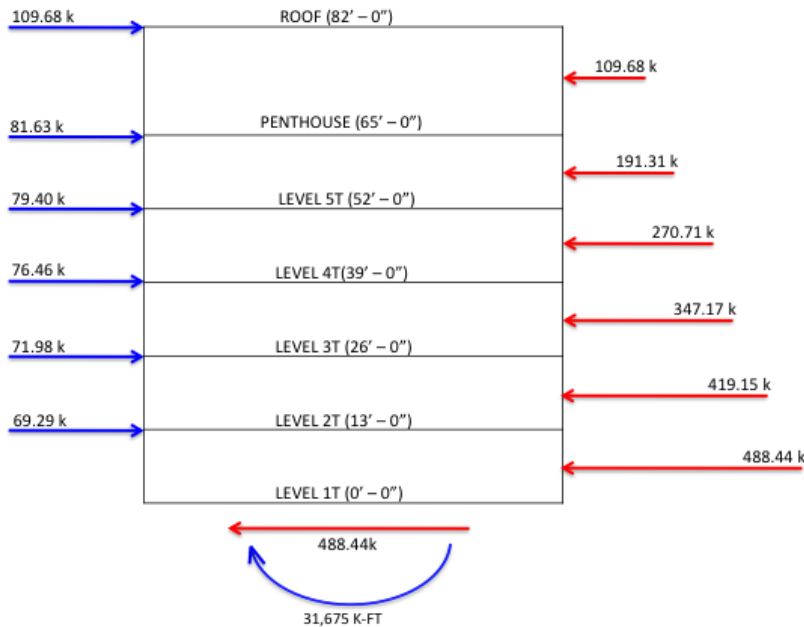 109.68 k
ROOF (82’ – 0”)
109.68 k
81.63 k
PENTHOUSE (65’ – 0”)
191.31 k
79.40 k
LEVEL 5T (52’ – 0”)
270.71 k
76.46 k
LEVEL 4T(39’ – 0”)
347.17 k
71.98 k
LEVEL 3T (26’ – 0”)
419.15 k
69.29 k
LEVEL 2T (13’ – 0”)
488.44 k
LEVEL 1T (0’ – 0”)
488.44k
31,675 K-FT